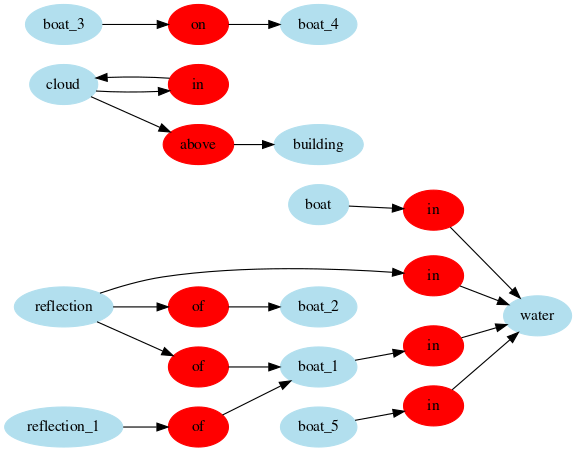 boat_3 on boat_4
cloud in
above building
boat in
in
reflection of boat_2 water
in
of boat_1
reflection_1 of boat_5 in